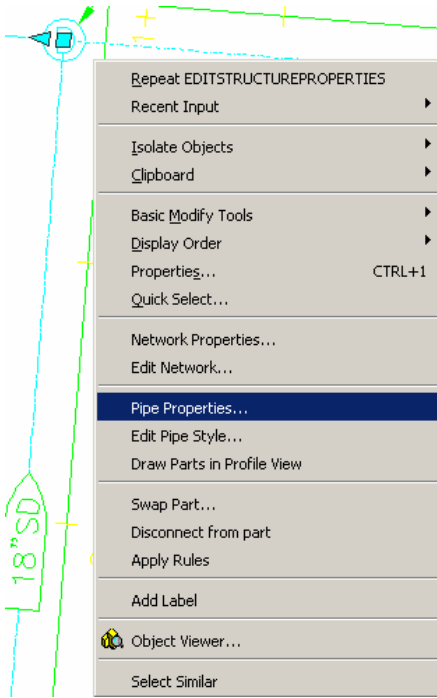 Repeat EDITSTRUCTUREPROPERTIES
Recent Input
Isolate Objects
Clipboard
Basic Modify Tools
Display Order
Properties... CTRL+1
Quick Select...
Network Properties...
Edit Network...
Pipe Properties...
Edit Pipe Style...
Draw Parts in Profile View
Swap Part...
Disconnect from part
Apply Rules
Add Label
Object Viewer...
Select Similar
18"SD